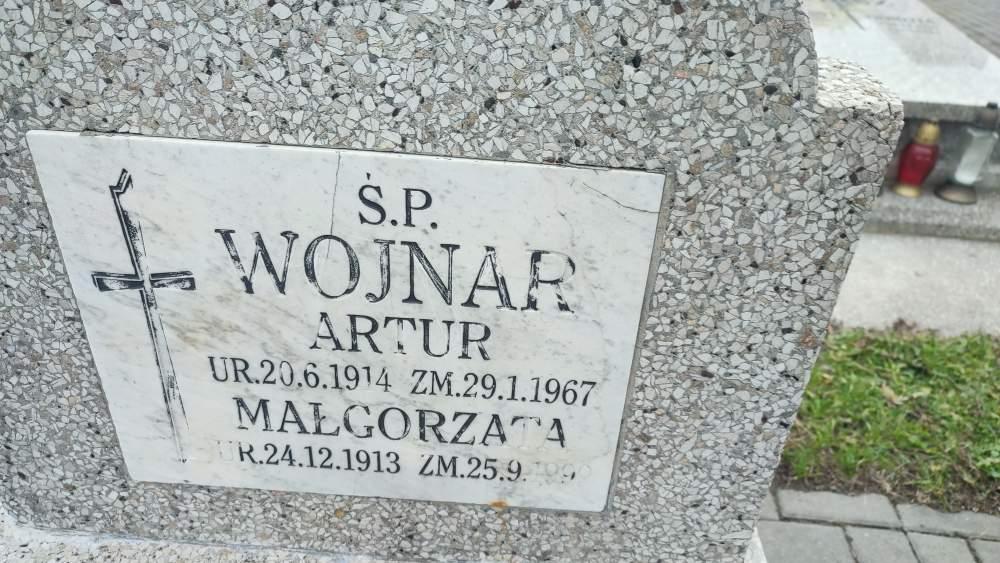 Ś.P.
WOJNAR
ARTUR
UR.20.6.1914 ZM.29.1.1967
MAŁGORZATA
UR.24.12.1913 ZM.25.9.